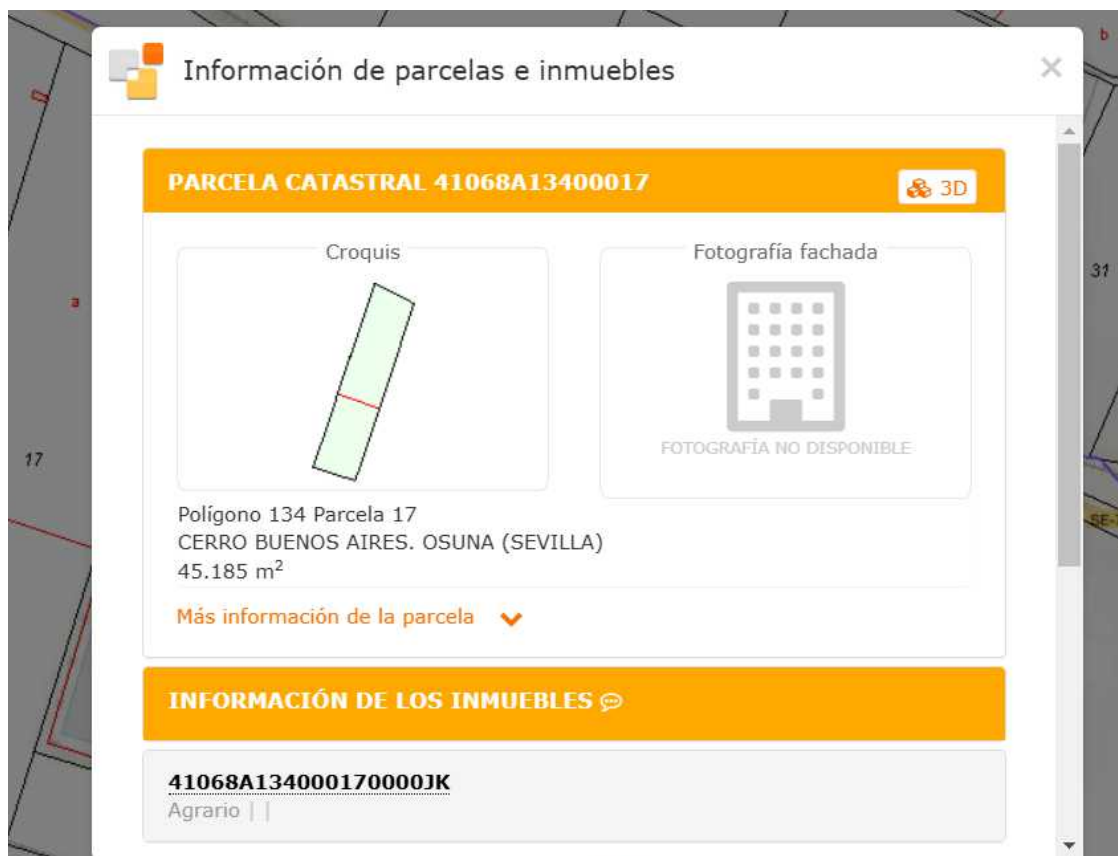 b
Información de parcelas e inmuebles
×
PARCELA CATASTRAL 41068A13400017
3D
Croquis
Fotografía fachada
31
a
FOTOGRAFÍA NO DISPONIBLE
17
Polígono 134 Parcela 17
CERRO BUENOS AIRES. OSUNA (SEVILLA)
45.185 m²
Más información de la parcela
INFORMACIÓN DE LOS INMUEBLES
41068A134000170000JK
Agrario | |